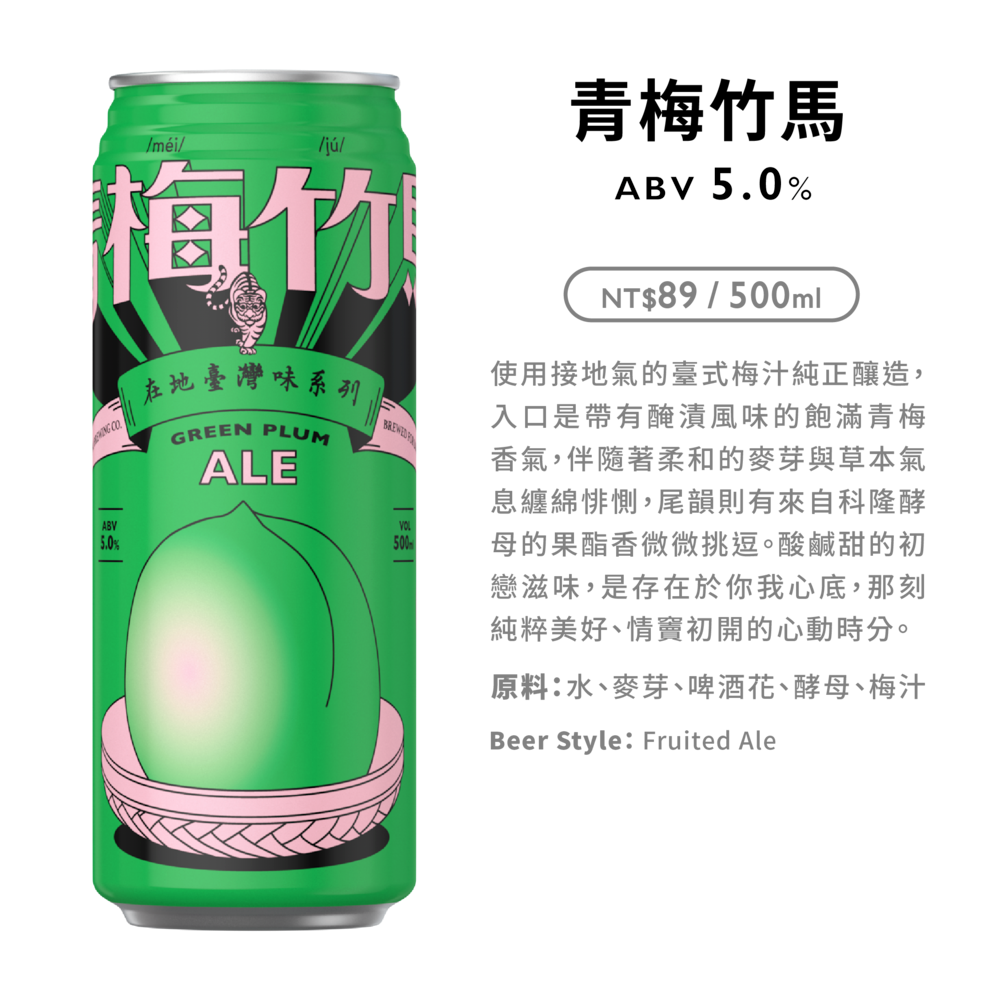 /méi/ /jú/
梅竹馬
在地臺灣味系列
BREWED FOR
GREEN PLUM
ALE
ABV
5.0%
VOL
500ml
青梅竹馬
ABV 5.0%
NT$89 / 500ml
使用接地氣的臺式梅汁純正釀造，
入口是帶有醃漬風味的飽滿青梅
香氣，伴隨著柔和的麥芽與草本氣
息纏綿悱惻，尾韻則有來自科隆酵
母的果酯香微微挑逗。酸鹹甜的初
戀滋味，是存在於你我心底，那刻
純粹美好、情竇初開的心動時分。
原料：水、麥芽、啤酒花、酵母、梅汁
Beer Style： Fruited Ale